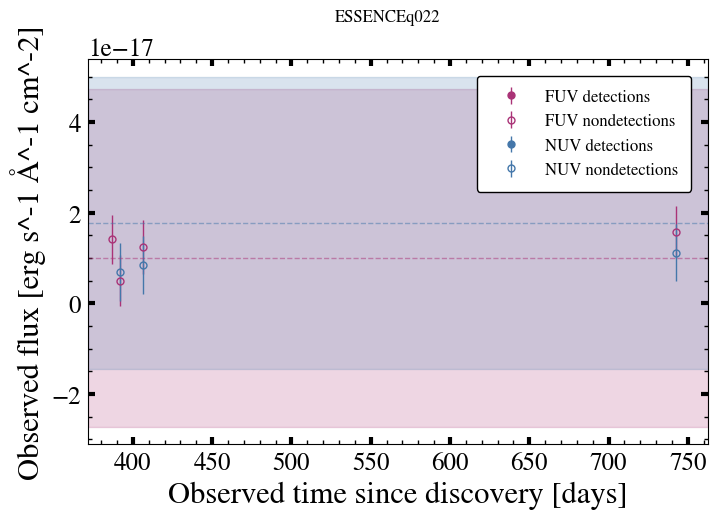 ESSENCEq022
1e−17
Observed flux [erg s^-1 Å^-1 cm^-2]
4
2
0
−2
FUV detections
FUV nondetections
NUV detections
NUV nondetections
400 450 500 550 600 650 700 750
Observed time since discovery [days]